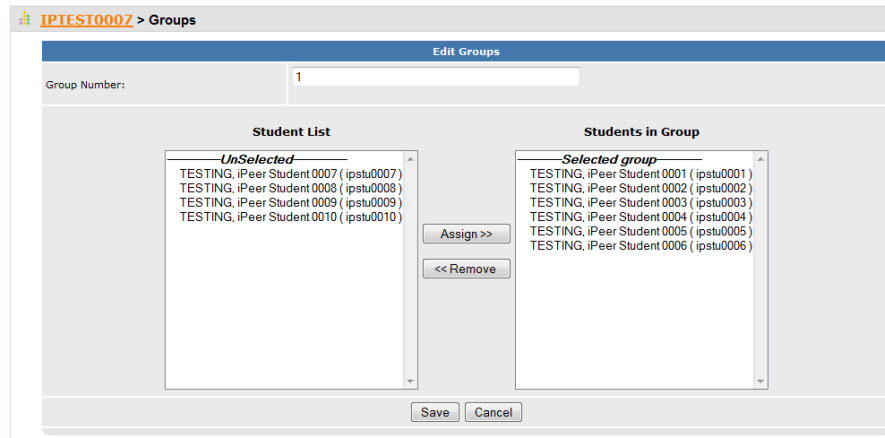 IPTEST0007 > Groups
Edit Groups
Group Number:
1
Student List
UnSelected
TESTING, iPeer Student 0007 ( ipstu0007 )
TESTING, iPeer Student 0008 ( ipstu0008 )
TESTING, iPeer Student 0009 ( ipstu0009 )
TESTING, iPeer Student 0010 ( ipstu0010 )
Assign >>
<< Remove
Students in Group
Selected group
TESTING, iPeer Student 0001 ( ipstu0001 )
TESTING, iPeer Student 0002 ( ipstu0002 )
TESTING, iPeer Student 0003 ( ipstu0003 )
TESTING, iPeer Student 0004 ( ipstu0004 )
TESTING, iPeer Student 0005 ( ipstu0005 )
TESTING, iPeer Student 0006 ( ipstu0006 )
Save
Cancel